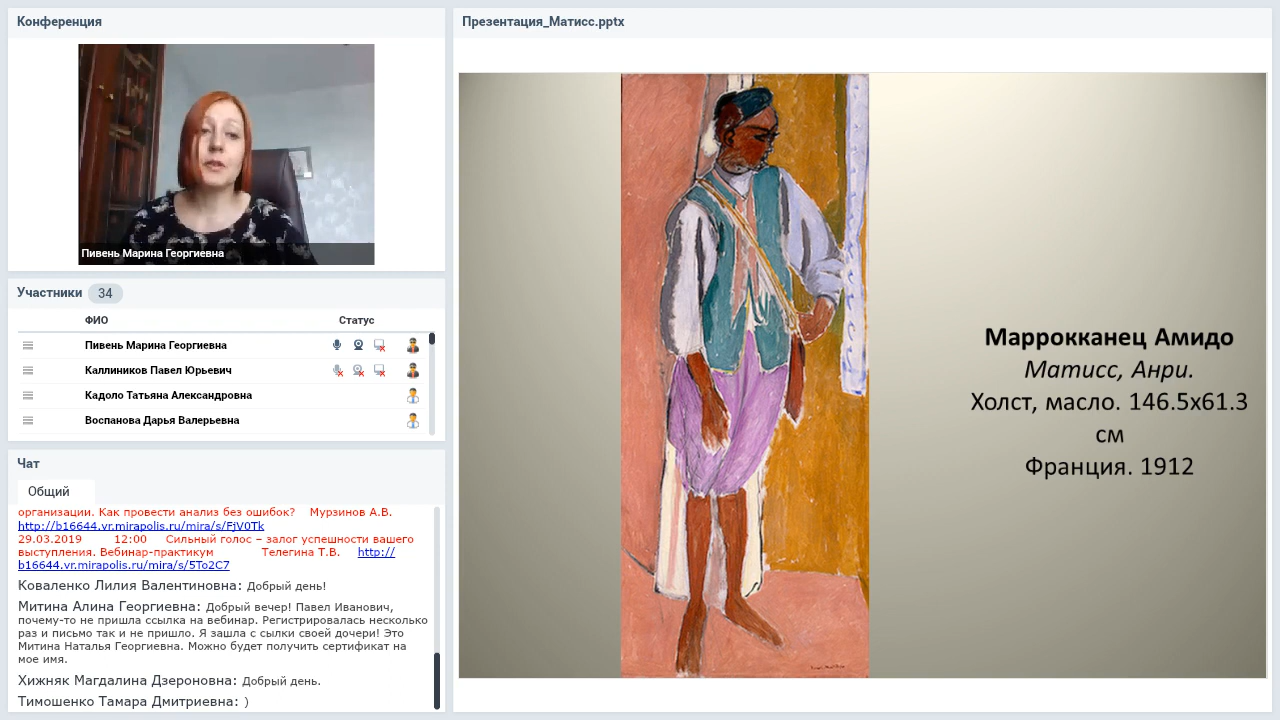 Конференция
Пивень Марина Георгиевна
Участники 34
ФИО Статус
Пивень Марина Георгиевна
Каллиников Павел Юрьевич
Кадоло Татьяна Александровна
Воспанова Дарья Валерьевна
Чат
Общий
организации. Как провести анализ без ошибок? Мурзинов А.В.
http://b16644.vr.mirapolis.ru/mira/s/FjV0Tk
29.03.2019 12:00 Сильный голос – залог успешности вашего
выступления. Вебинар-практикум Телегина Т.В. http://
b16644.vr.mirapolis.ru/mira/s/5To2C7
Коваленко Лилия Валентиновна: Добрый день!
Митина Алина Георгиевна: Добрый вечер! Павел Иванович,
почему-то не пришла ссылка на вебинар. Регистрировалась несколько
раз и письмо так и не пришло. Я зашла с сылки своей дочери! Это
Митина Наталья Георгиевна. Можно будет получить сертификат на
мое имя.
Хижняк Магдалина Дзероновна: Добрый день.
Тимошенко Тамара Дмитриевна: )
Презентация_Матисс.pptx
Маррокканец Амидо
Матисс, Анри.
Холст, масло. 146.5x61.3
см
Франция. 1912